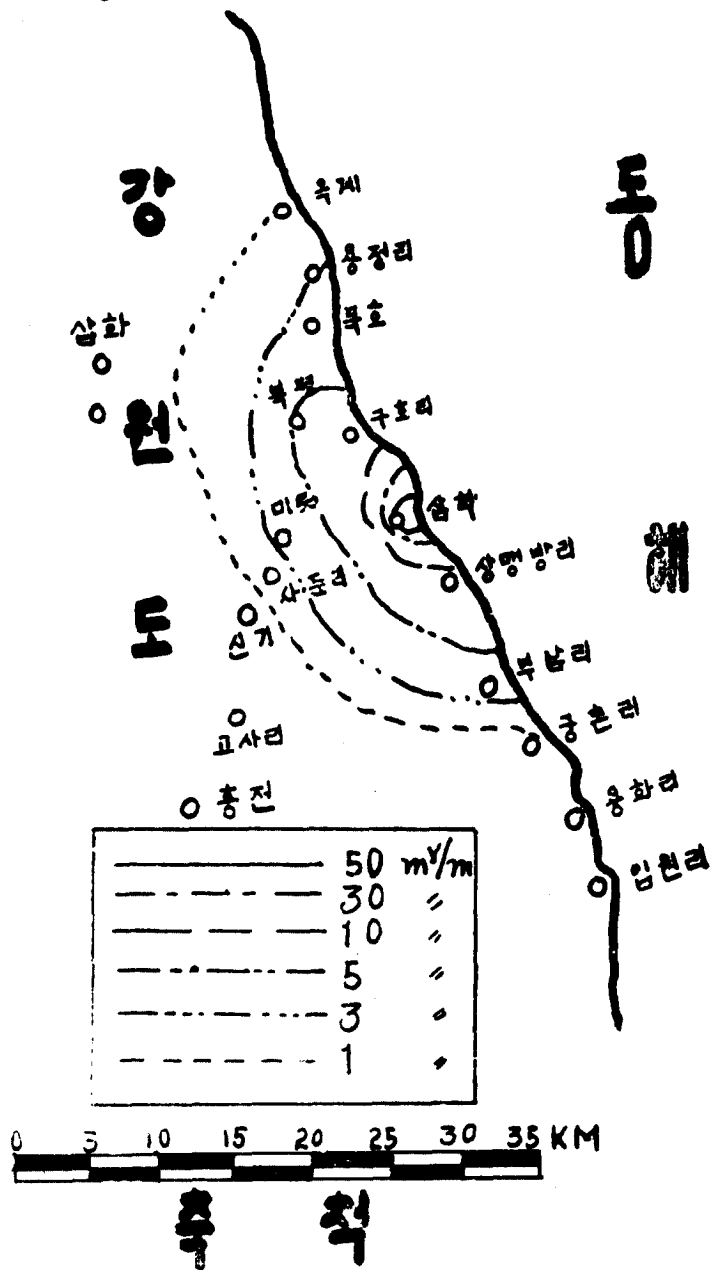 강
원
도
동
해
옥계
용정리
묵호
삼화
북평
구호리
삼척
미로
상맹방리
사둔리
신기
부남리
고사리
궁촌리
흥전
용화리
임원리
50 m/m
30 〃
10 〃
5 〃
3 〃
1 〃
0 5 10 15 20 25 30 35 KM
축 척